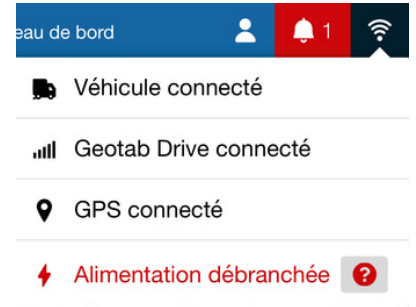 eau de bord 1
Véhicule connecté
Geotab Drive connecté
GPS connecté
Alimentation débranchée ?